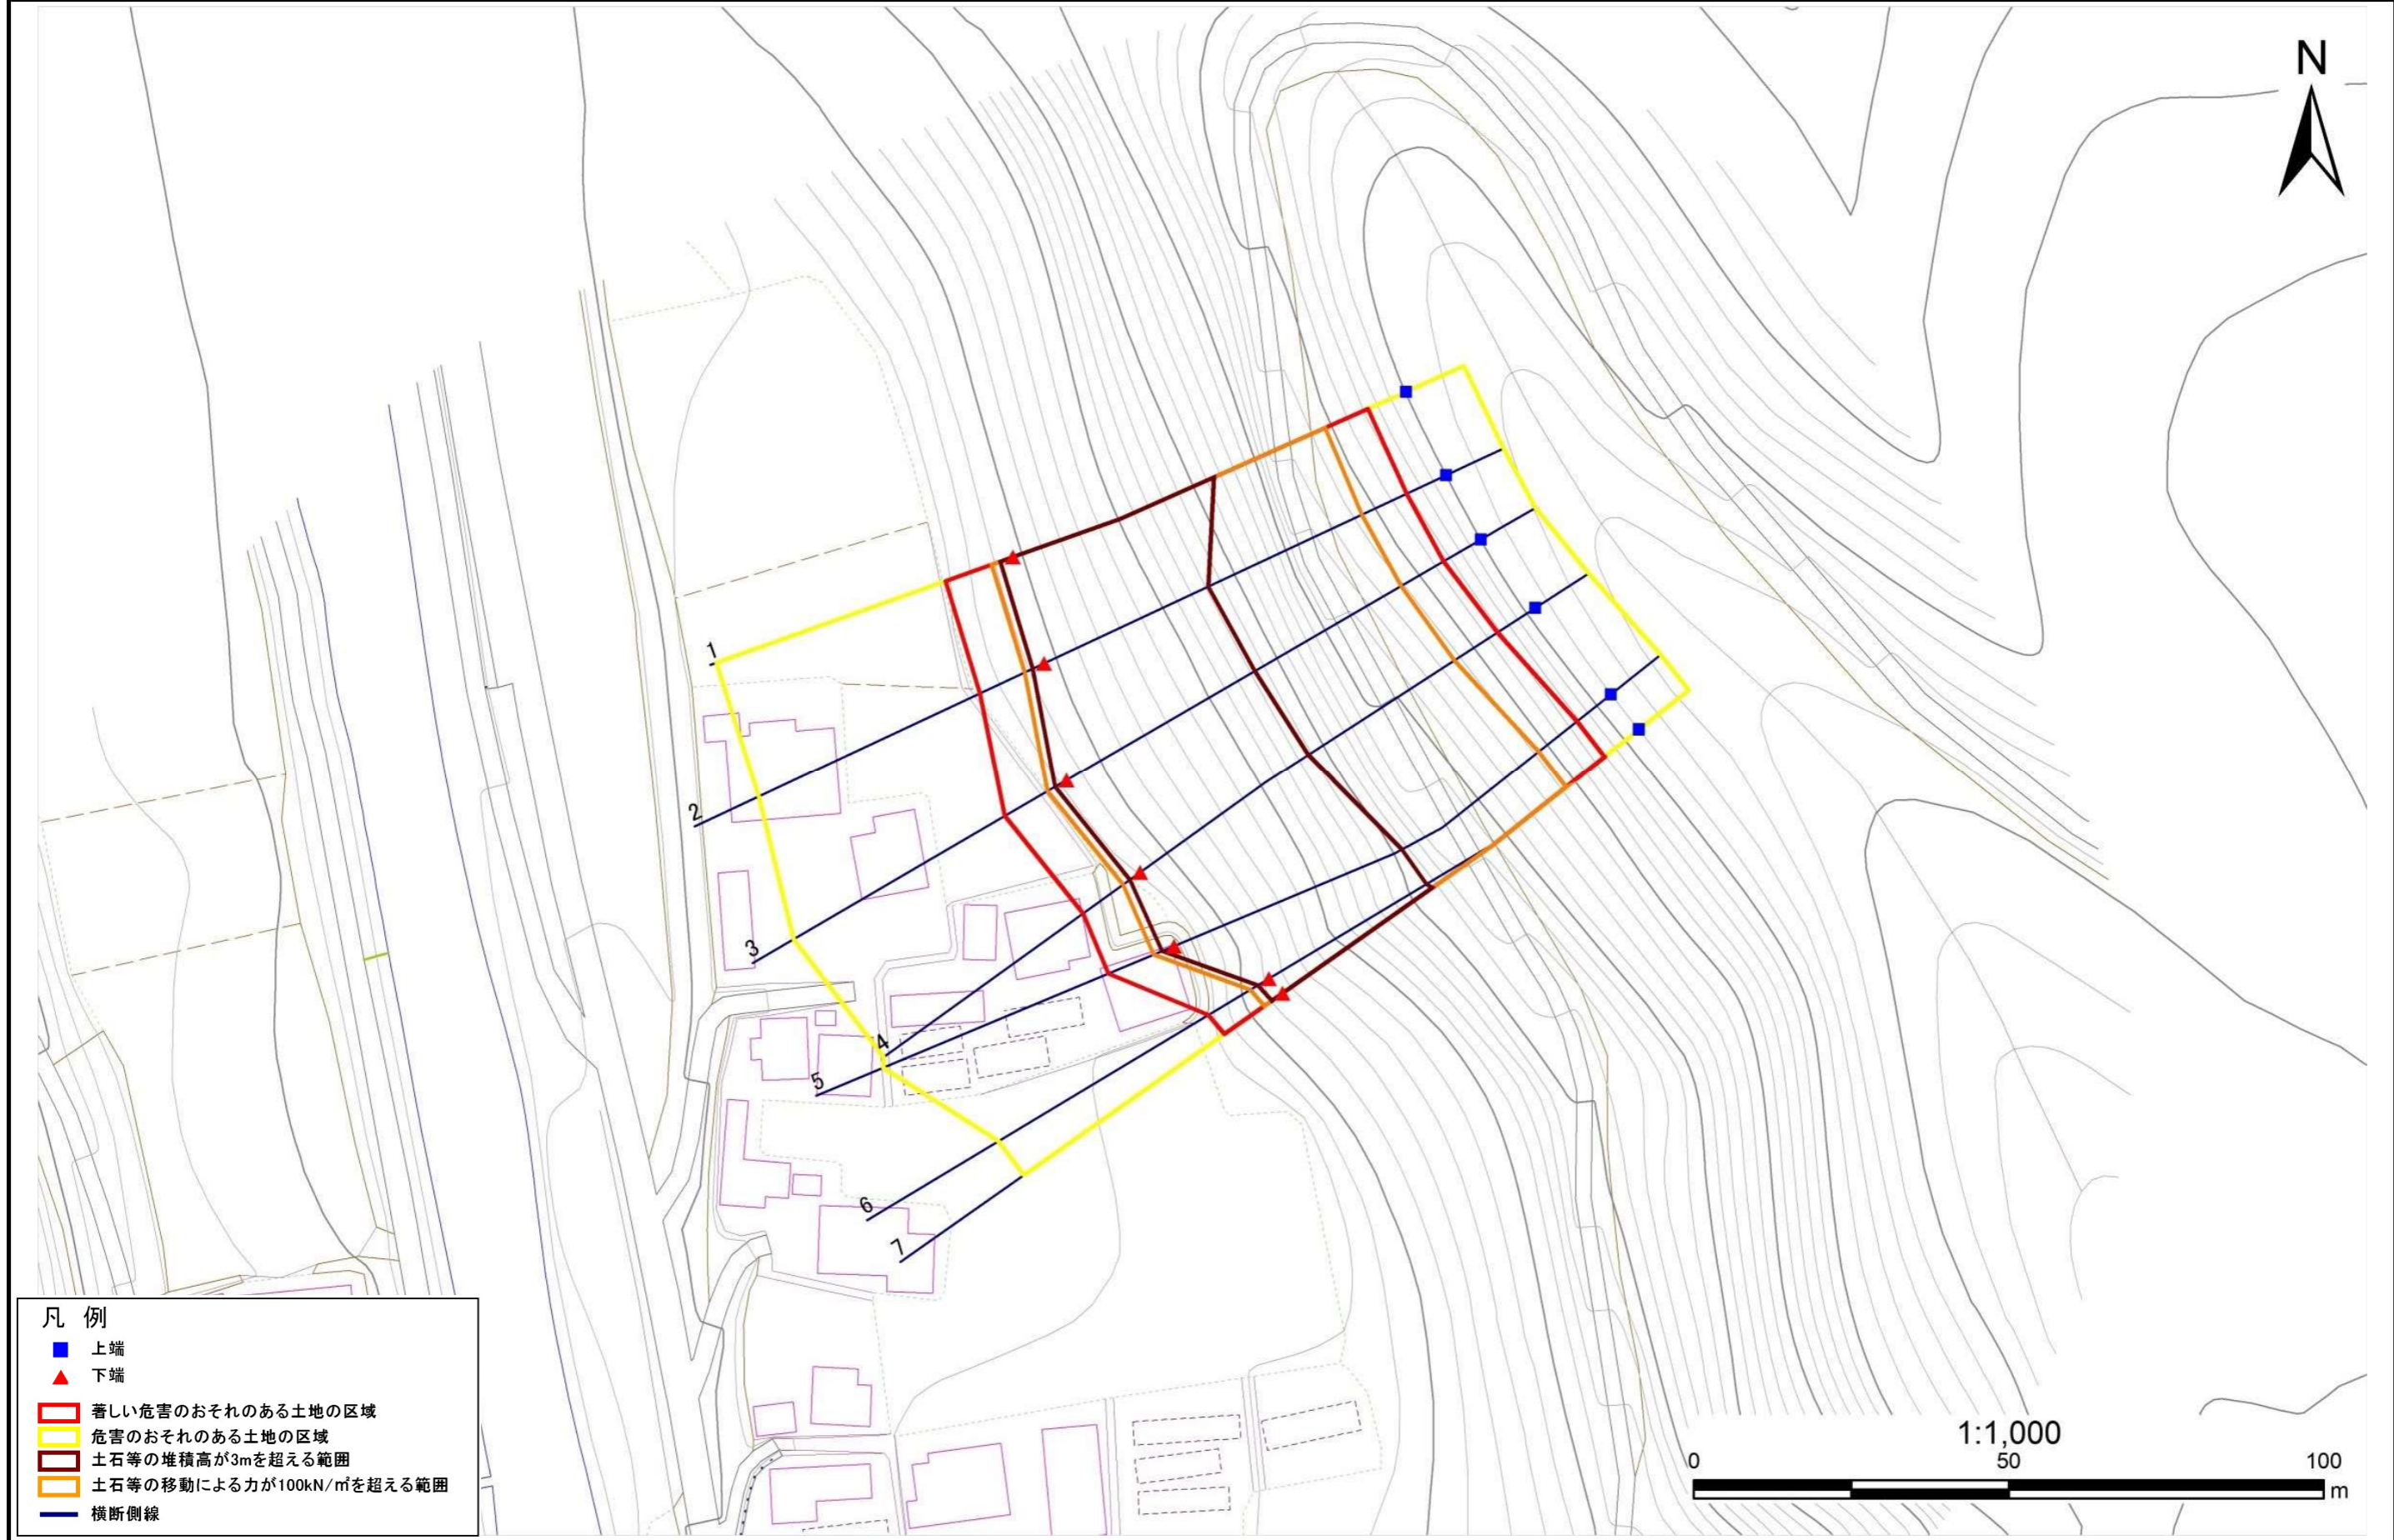 N
1
2
3
4
5
6
7
凡 例
上端
下端
著しい危害のおそれのある土地の区域
危害のおそれのある土地の区域
土石等の堆積高が3mを超える範囲
土石等の移動による力が100kN/㎡を超える範囲
横断側線
1:1,000
0 50 100
m